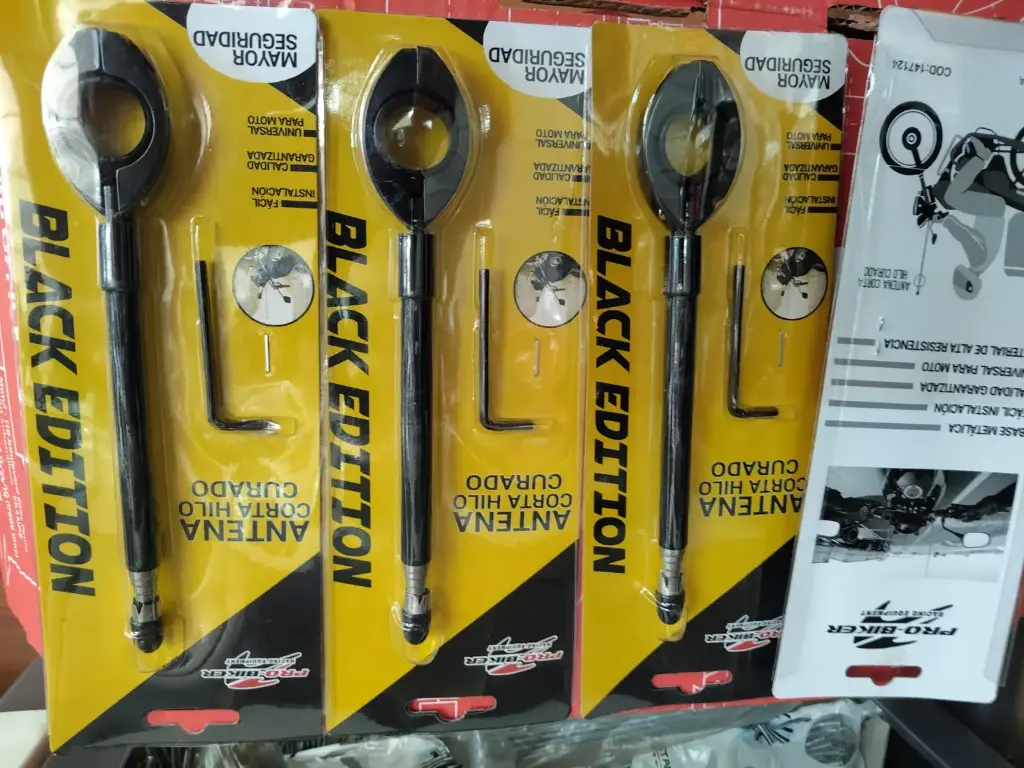 PRO-BIKER
RACING EQUIPMENT
ANTENA
CORTA HILO
CURADO
BLACK EDITION
FÁCIL
INSTALACIÓN
CALIDAD
GARANTIZADA
UNIVERSAL
PARA MOTO
MAYOR
SEGURIDAD
PRO-BIKER
RACING EQUIPMENT
ANTENA
CORTA HILO
CURADO
BLACK EDITION
FÁCIL
INSTALACIÓN
CALIDAD
GARANTIZADA
UNIVERSAL
PARA MOTO
MAYOR
SEGURIDAD
PRO-BIKER
RACING EQUIPMENT
ANTENA
CORTA HILO
CURADO
BLACK EDITION
FÁCIL
INSTALACIÓN
CALIDAD
GARANTIZADA
UNIVERSAL
PARA MOTO
MAYOR
SEGURIDAD
PRO-BIKER
RACING EQUIPMENT
BASE METÁLICA
FÁCIL INSTALACIÓN
CALIDAD GARANTIZADA
UNIVERSAL PARA MOTO
MATERIAL DE ALTA RESISTENCIA
ANTENA CORTA
HILO CURADO
COD:147124